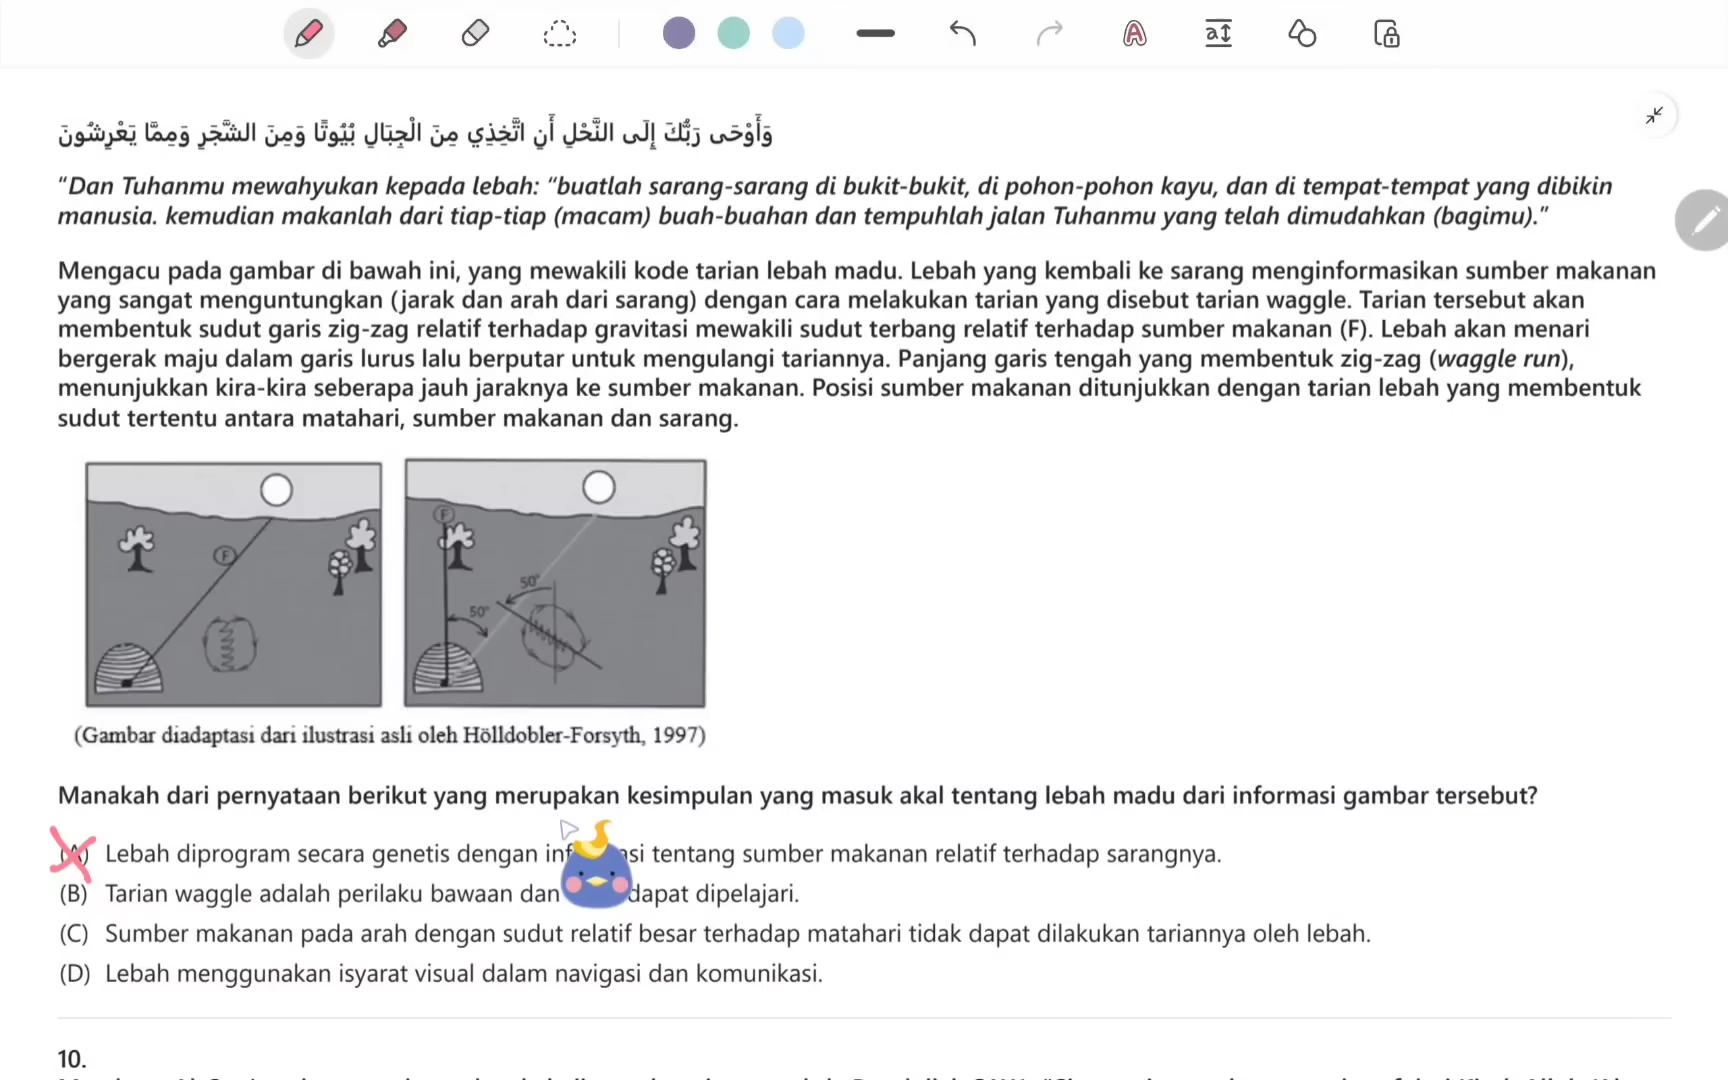 وَأَوْحَى رَبُّكَ إِلَى النَّحْلِ أَنِ اتَّخِذِي مِنَ الْجِبَالِ بُيُوتًا وَمِنَ الشَّجَرِ وَمِمَّا يَعْرِشُونَ
"Dan Tuhanmu mewahyukan kepada lebah: "buatlah sarang-sarang di bukit-bukit, di pohon-pohon kayu, dan di tempat-tempat yang dibikin
manusia. kemudian makanlah dari tiap-tiap (macam) buah-buahan dan tempuhlah jalan Tuhanmu yang telah dimudahkan (bagimu)."
Mengacu pada gambar di bawah ini, yang mewakili kode tarian lebah madu. Lebah yang kembali ke sarang menginformasikan sumber makanan
yang sangat menguntungkan (jarak dan arah dari sarang) dengan cara melakukan tarian yang disebut tarian waggle. Tarian tersebut akan
membentuk sudut garis zig-zag relatif terhadap gravitasi mewakili sudut terbang relatif terhadap sumber makanan (F). Lebah akan menari
bergerak maju dalam garis lurus lalu berputar untuk mengulangi tariannya. Panjang garis tengah yang membentuk zig-zag (waggle run),
menunjukkan kira-kira seberapa jauh jaraknya ke sumber makanan. Posisi sumber makanan ditunjukkan dengan tarian lebah yang membentuk
sudut tertentu antara matahari, sumber makanan dan sarang.
F
F
50°
50°
(Gambar diadaptasi dari ilustrasi asli oleh Hölldobler-Forsyth, 1997)
Manakah dari pernyataan berikut yang merupakan kesimpulan yang masuk akal tentang lebah madu dari informasi gambar tersebut?
(A) Lebah diprogram secara genetis dengan tentang sumber makanan relatif terhadap sarangnya.
(B) Tarian waggle adalah perilaku bawaan dan dapat dipelajari.
(C) Sumber makanan pada arah dengan sudut relatif besar terhadap matahari tidak dapat dilakukan tariannya oleh lebah.
(D) Lebah menggunakan isyarat visual dalam navigasi dan komunikasi.
10.